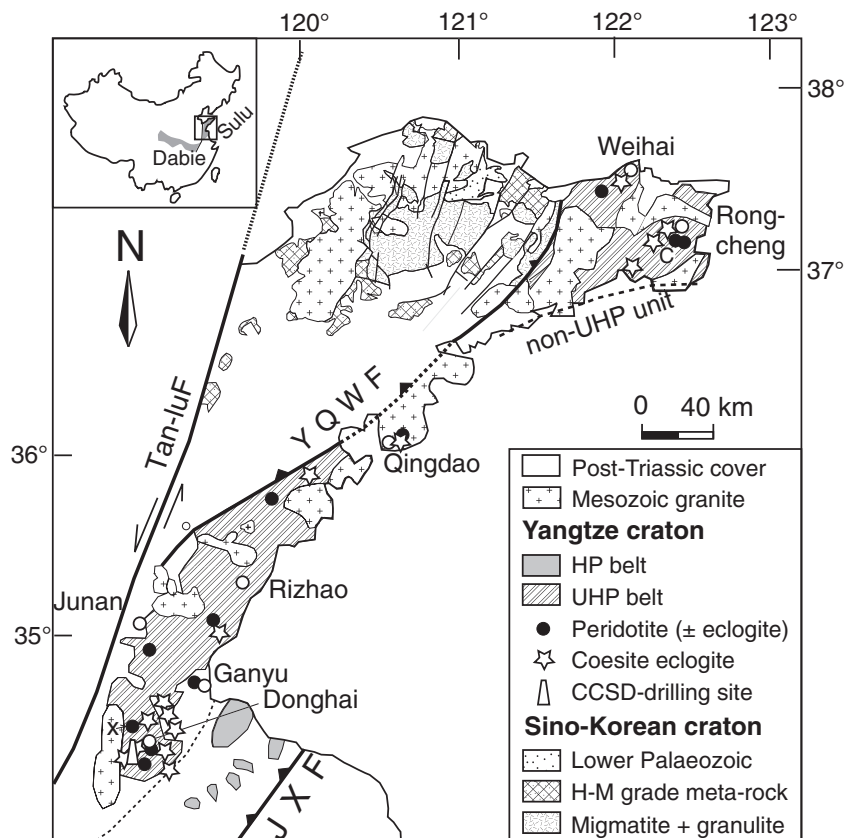 120°
121°
122°
123°
38°
37°
36°
35°
Sulu
Dabie
N
Weihai
Rong-
cheng
C
non-UHP unit
Tan-luF
YQWF
Qingdao
0 40 km
Rizhao
Junan
Ganyu
Donghai
x
JXF
Post-Triassic cover
Mesozoic granite
Yangtze craton
HP belt
UHP belt
Peridotite (± eclogite)
Coesite eclogite
CCSD-drilling site
Sino-Korean craton
Lower Palaeozoic
H-M grade meta-rock
Migmatite + granulite